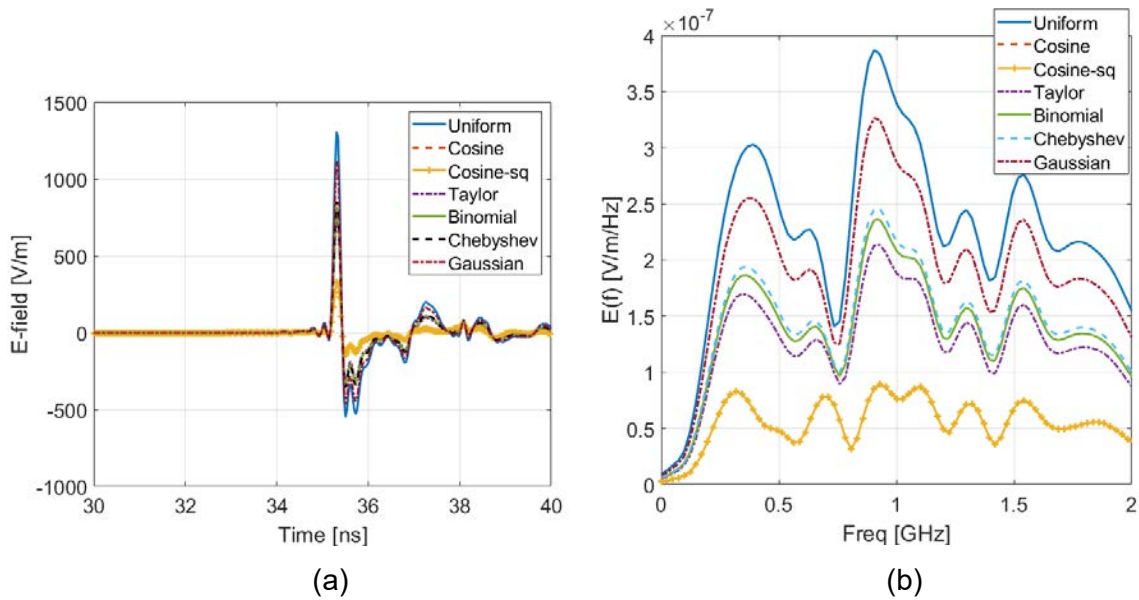 1500
1000
500
0
-500
-1000
30
32
34
36
38
40
E-field [V/m]
Time [ns]
Uniform
Cosine
Cosine-sq
Taylor
Binomial
Chebyshev
Gaussian
(a)
×10⁻⁷
4
3.5
3
2.5
2
1.5
1
0.5
0
0
0.5
1
1.5
2
E(f) [V/m/Hz]
Freq [GHz]
Uniform
Cosine
Cosine-sq
Taylor
Binomial
Chebyshev
Gaussian
(b)